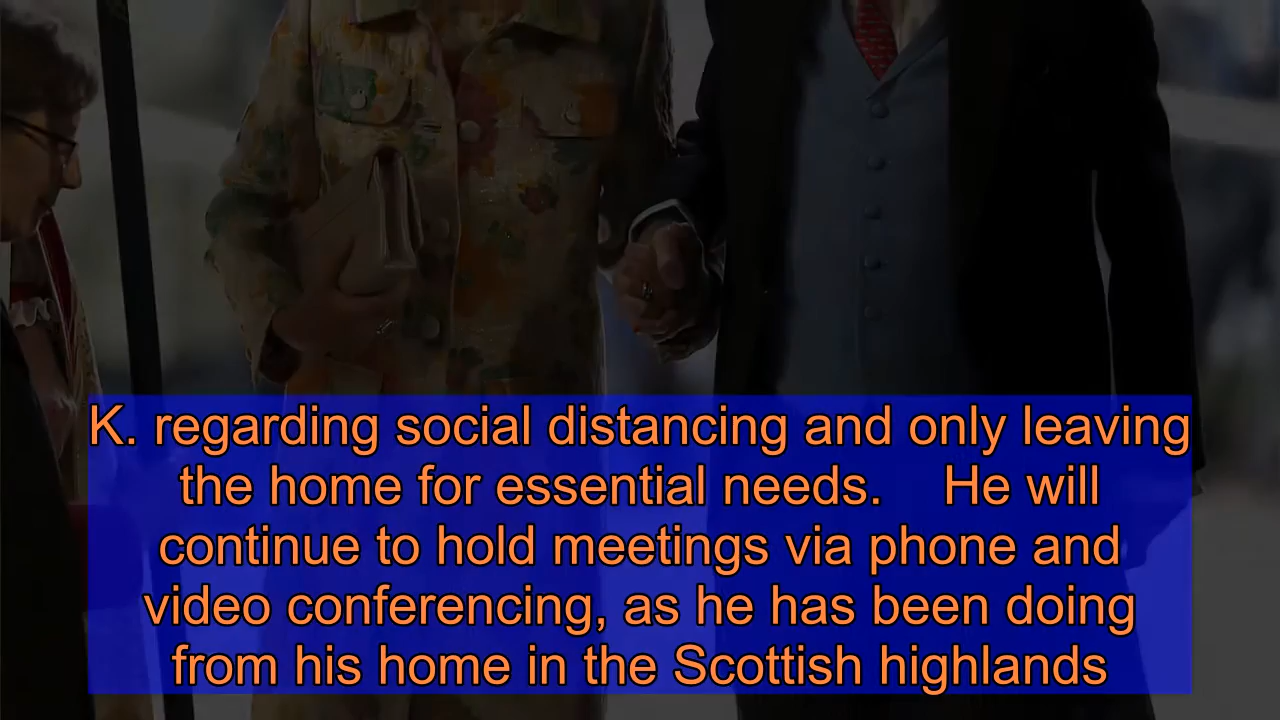 K. regarding social distancing and only leaving
the home for essential needs.    He will
continue to hold meetings via phone and
video conferencing, as he has been doing
from his home in the Scottish highlands